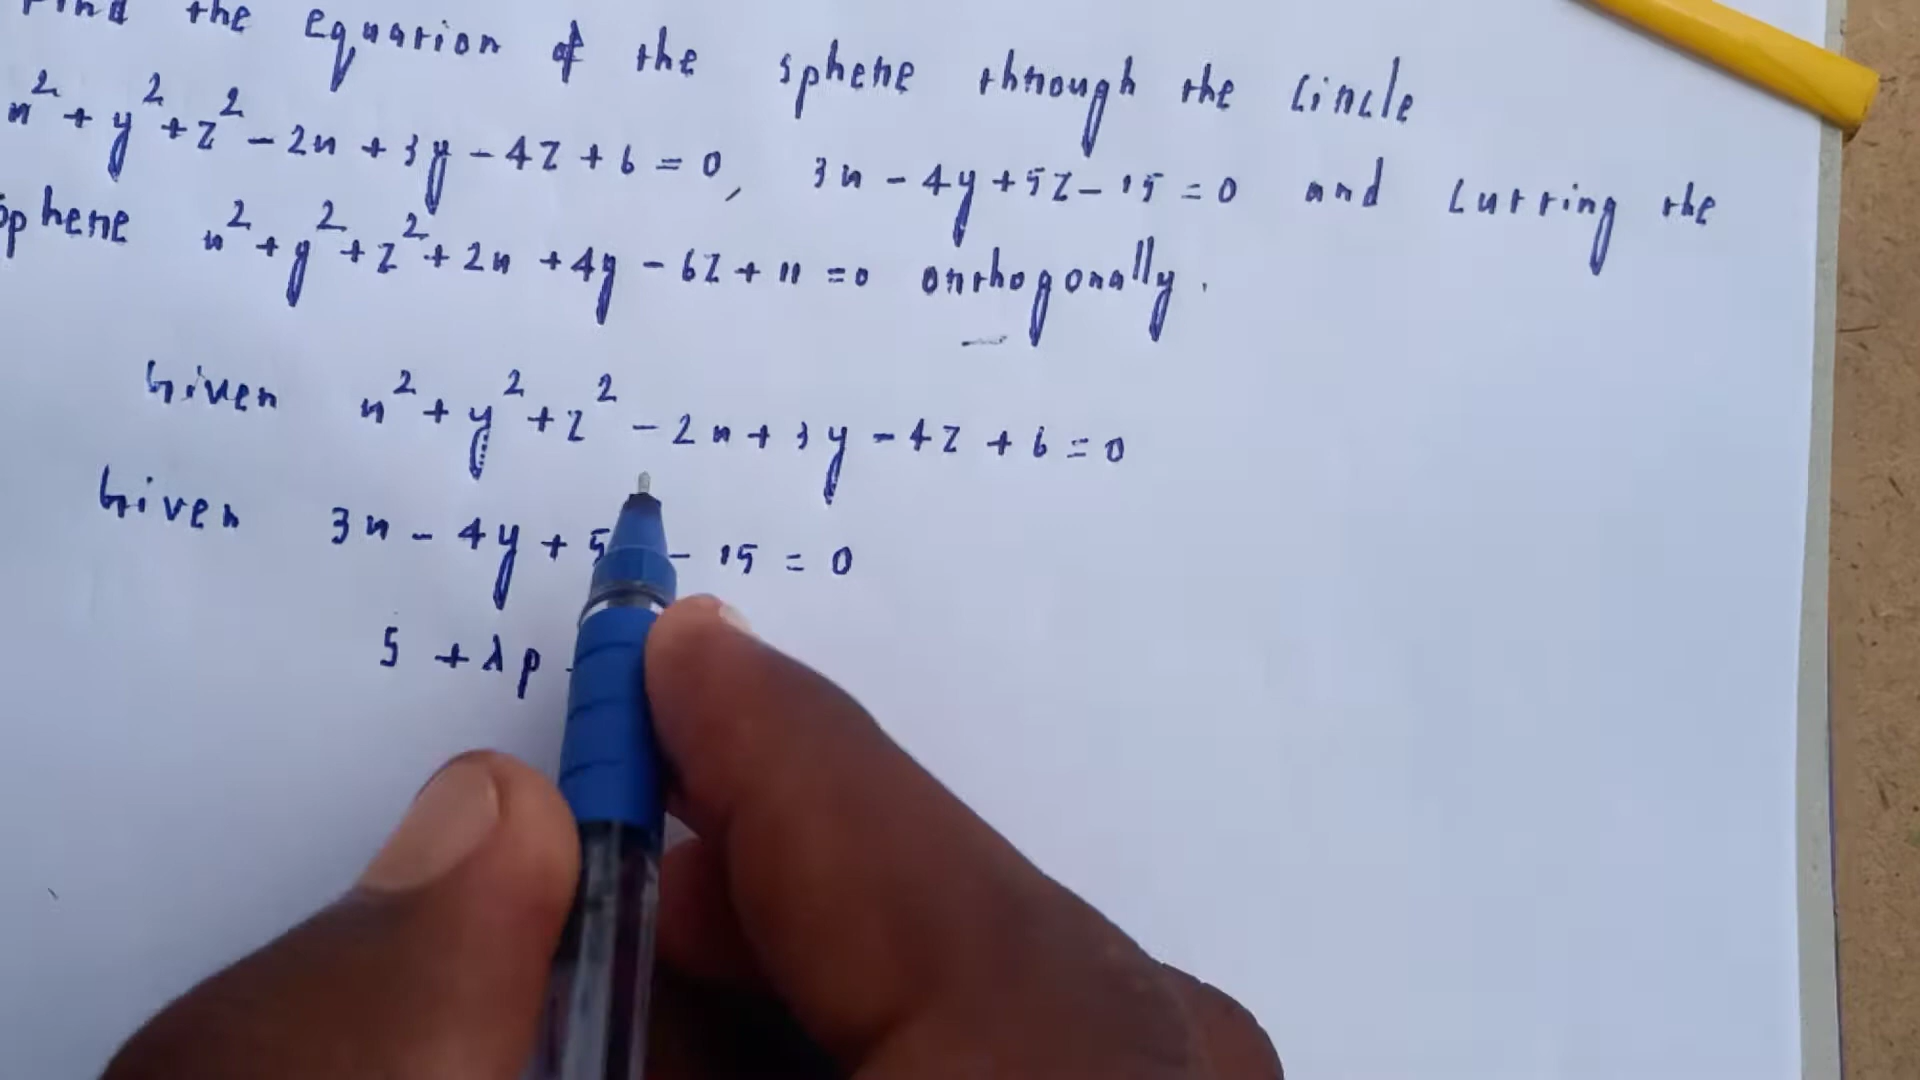 Find the equation of the sphere through the circle
x² + y² + z² - 2x + 3y - 4z + 6 = 0, 3x - 4y + 5z - 15 = 0 and cutting the
sphere x² + y² + z² + 2x + 4y - 6z + 11 = 0 orthogonally.
Given x² + y² + z² - 2x + 3y - 4z + 6 = 0
Given 3x - 4y + 5 - 15 = 0
S + λp